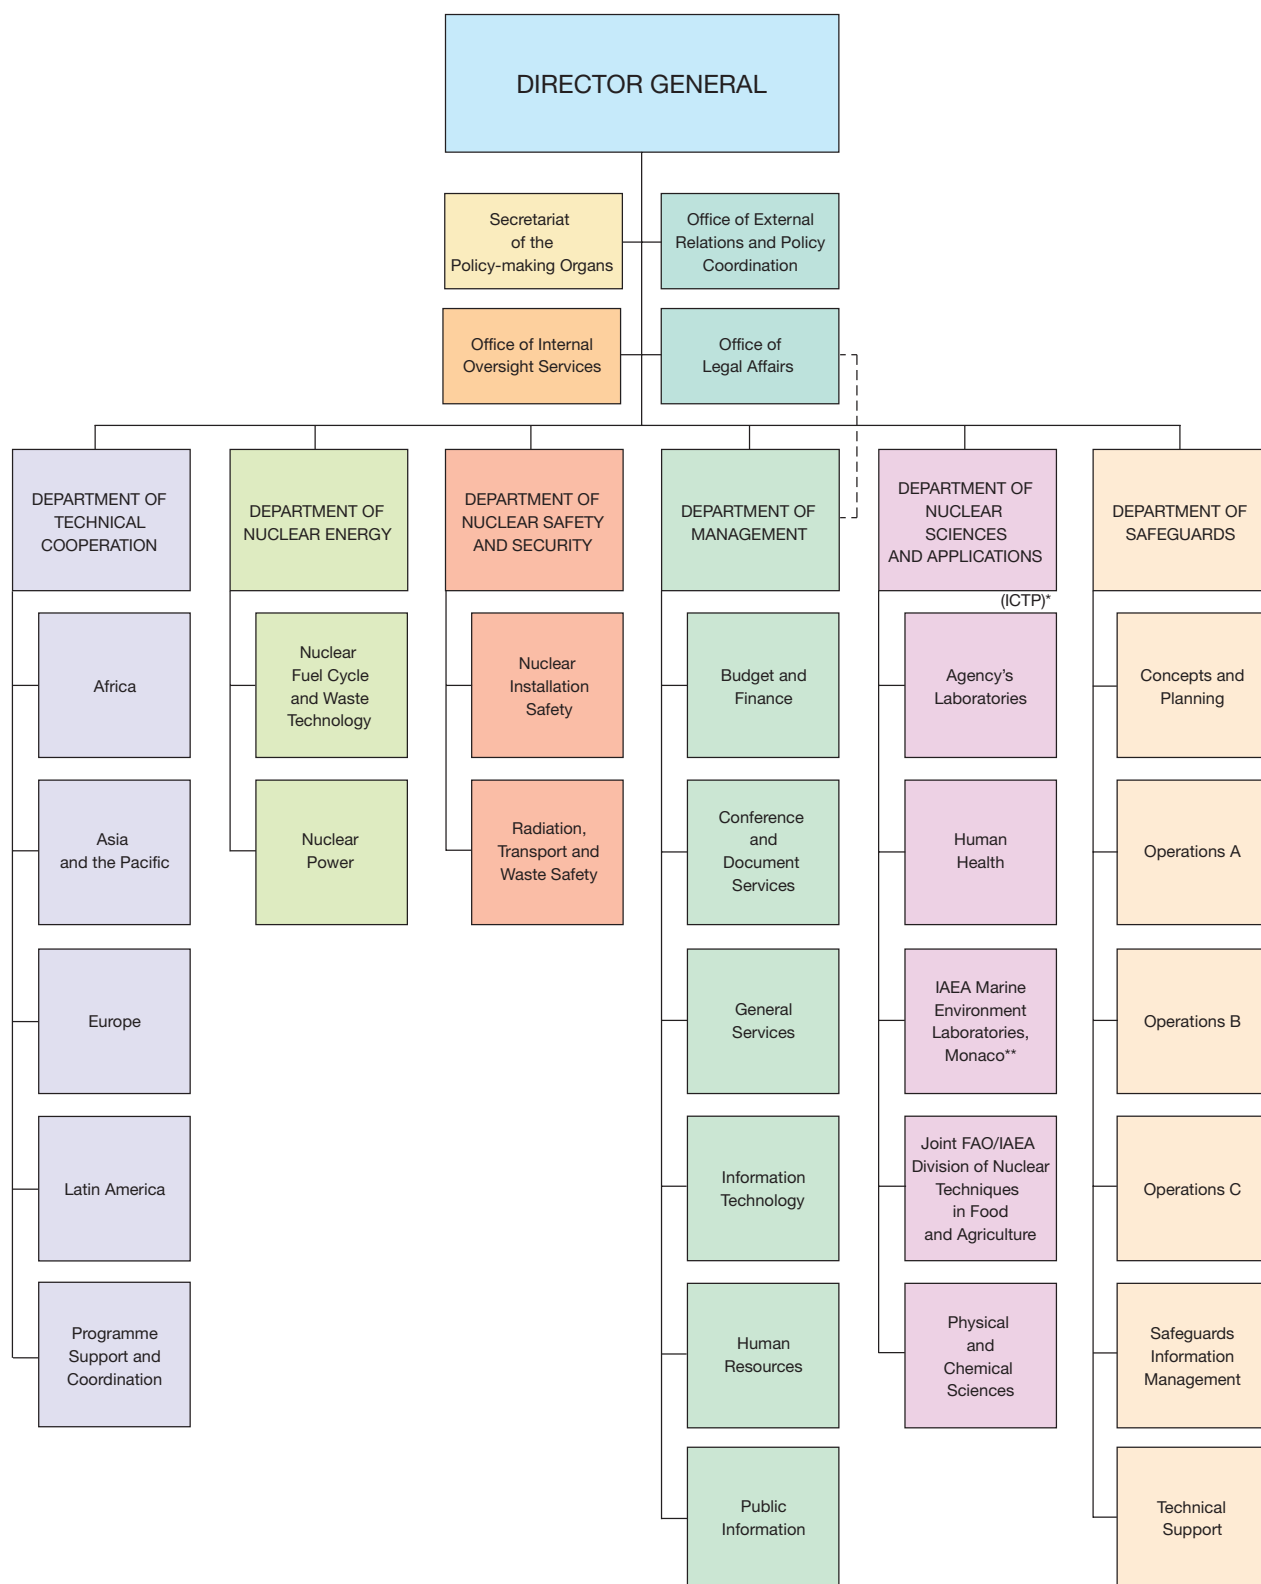 DIRECTOR GENERAL
Secretariat
of the
Policy-making Organs
Office of External
Relations and Policy
Coordination
Office of Internal
Oversight Services
Office of
Legal Affairs
DEPARTMENT OF
TECHNICAL
COOPERATION
Africa
Asia
and the Pacific
Europe
Latin America
Programme
Support and
Coordination
DEPARTMENT OF
NUCLEAR ENERGY
Nuclear
Fuel Cycle
and Waste
Technology
Nuclear
Power
DEPARTMENT OF
NUCLEAR SAFETY
AND SECURITY
Nuclear
Installation
Safety
Radiation,
Transport and
Waste Safety
DEPARTMENT OF
MANAGEMENT
Budget and
Finance
Conference
and
Document
Services
General
Services
Information
Technology
Human
Resources
Public
Information
DEPARTMENT OF
NUCLEAR
SCIENCES
AND APPLICATIONS
(ICTP)*
Agency’s
Laboratories
Human
Health
IAEA Marine
Environment
Laboratories,
Monaco**
Joint FAO/IAEA
Division of Nuclear
Techniques
in Food
and Agriculture
Physical
and
Chemical
Sciences
DEPARTMENT OF
SAFEGUARDS
Concepts and
Planning
Operations A
Operations B
Operations C
Safeguards
Information
Management
Technical
Support